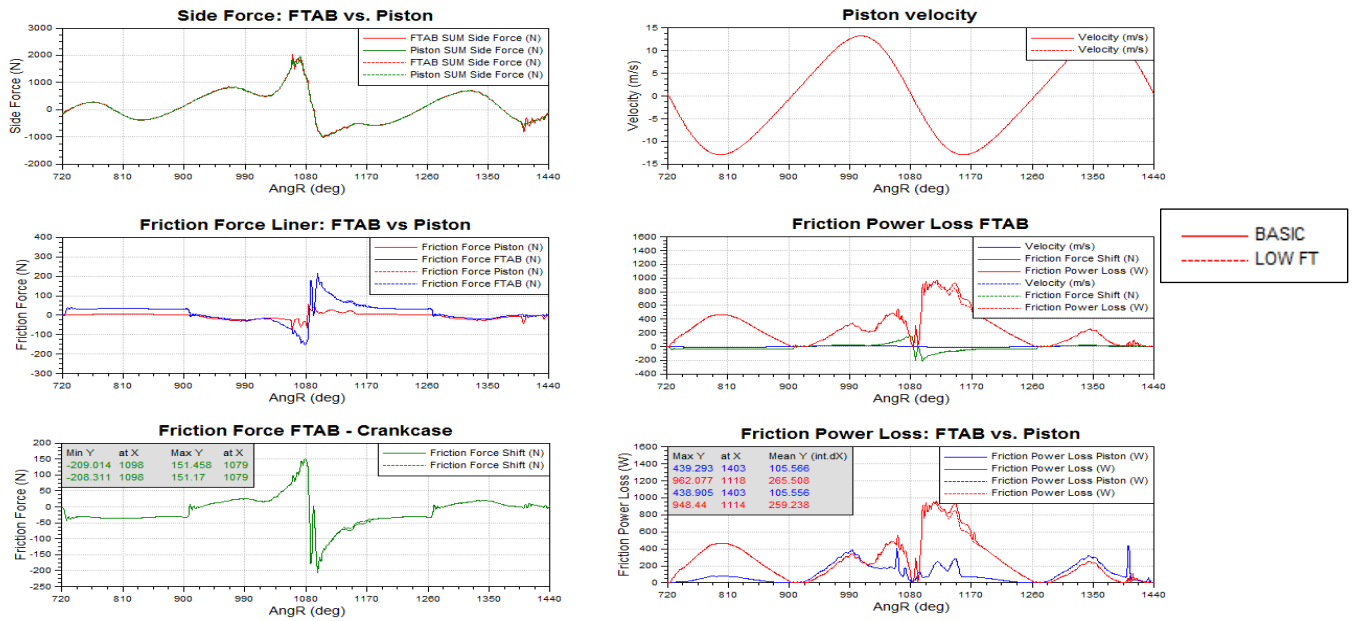 Side Force: FTAB vs. Piston
Side Force (N)
3000
2000
1000
0
-1000
-2000
FTAB SUM Side Force (N)
Piston SUM Side Force (N)
FTAB SUM Side Force (N)
Piston SUM Side Force (N)
720 810 900 990 1080 1170 1260 1350 1440
AngR (deg)
Piston velocity
Velocity (m/s)
15
10
5
0
-5
-10
-15
Velocity (m/s)
Velocity (m/s)
720 810 900 990 1080 1170 1260 1350 1440
AngR (deg)
BASIC
LOW FT
Friction Force Liner: FTAB vs Piston
Friction Force (N)
400
300
200
100
0
-100
-200
-300
Friction Force Piston (N)
Friction Force FTAB (N)
Friction Force Piston (N)
Friction Force FTAB (N)
720 810 900 990 1080 1170 1260 1350 1440
AngR (deg)
Friction Power Loss FTAB
1600
1400
1200
1000
800
600
400
200
0
-200
-400
Velocity (m/s)
Friction Force Shift (N)
Friction Power Loss (W)
Velocity (m/s)
Friction Force Shift (N)
Friction Power Loss (W)
720 810 900 990 1080 1170 1260 1350 1440
AngR (deg)
Friction Force FTAB - Crankcase
Friction Force (N)
200
150
100
50
0
-50
-100
-150
-200
-250
Min Y at X Max Y at X
-209.014 1098 151.458 1079
-208.311 1098 151.17 1079
Friction Force Shift (N)
Friction Force Shift (N)
720 810 900 990 1080 1170 1260 1350 1440
AngR (deg)
Friction Power Loss: FTAB vs. Piston
Friction Power Loss (W)
1600
1400
1200
1000
800
600
400
200
0
Max Y at X Mean Y (int.dX)
439.293 1403 105.566
962.077 1118 265.508
438.905 1403 105.556
948.44 1114 259.238
Friction Power Loss Piston (W)
Friction Power Loss (W)
Friction Power Loss Piston (W)
Friction Power Loss (W)
720 810 900 990 1080 1170 1260 1350 1440
AngR (deg)